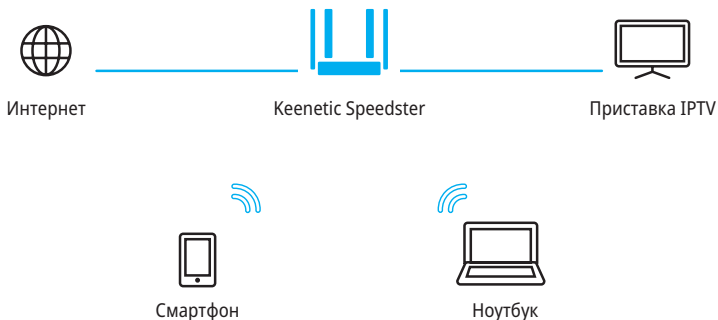 Интернет
Keenetic Speedster
Приставка IPTV
Смартфон
Ноутбук